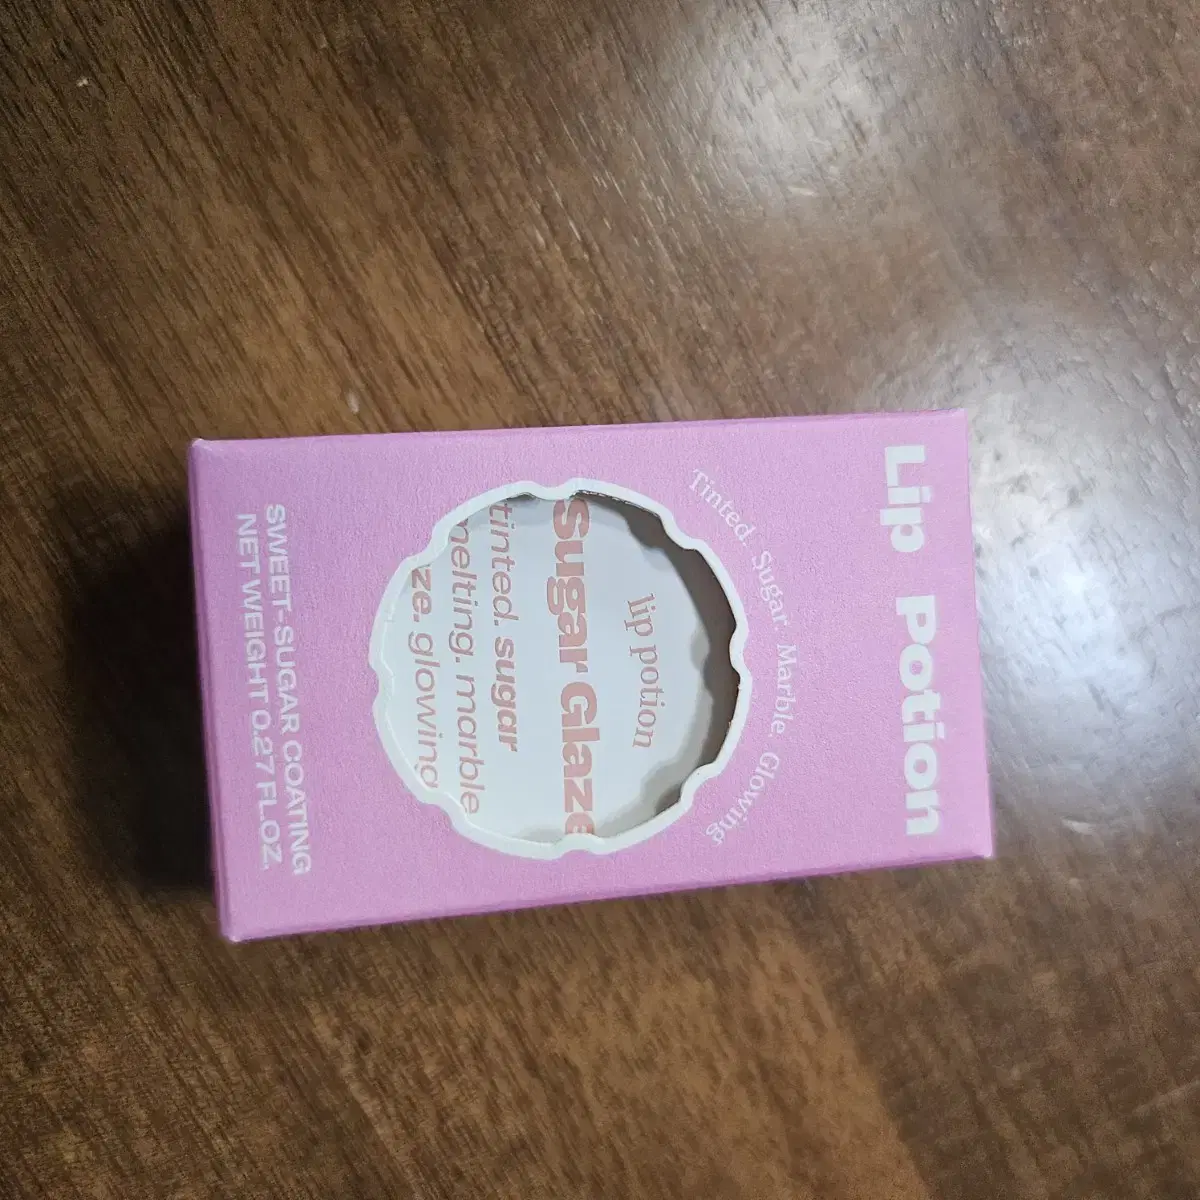 Lip Potion
Tinted. Sugar. Marble. Glowing
lip potion
Sugar Glaze
tinted. sugar
melting. marble
ze. glowing
SWEET-SUGAR COATING
NET WEIGHT 0.27 FL.OZ.